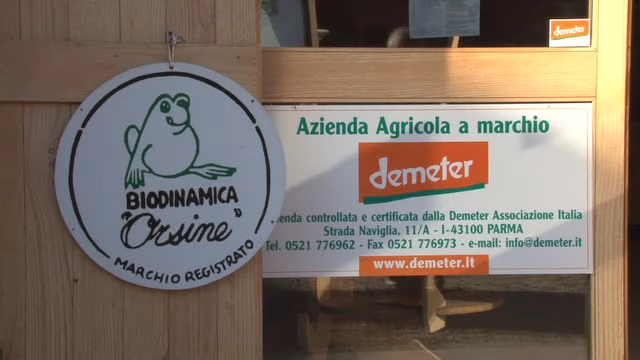 demeter
BIODINAMICA
"Orsine"
MARCHIO REGISTRATO
Azienda Agricola a marchio
demeter
controllata e certificata dalla Demeter Associazione Italia
Strada Naviglia, 11/A - I-43100 PARMA
Tel. 0521 776962 - Fax 0521 776973 - e-mail: info@demeter.it
www.demeter.it